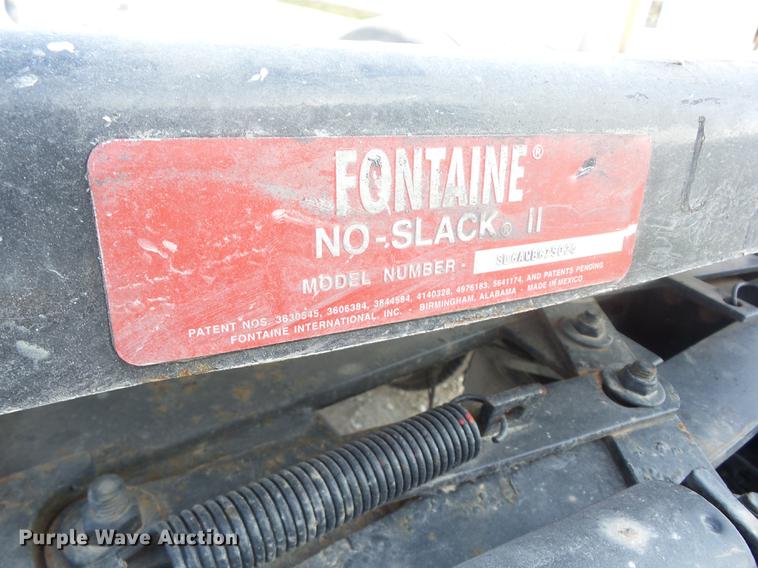 FONTAINE®
NO-SLACK® II
MODEL NUMBER -
PATENT NOS. 3630545, 3606384, 3844584, 4140328, 4976183, 5641174, AND PATENTS PENDING
FONTAINE INTERNATIONAL, INC. - BIRMINGHAM, ALABAMA - MADE IN MEXICO
Purple Wave Auction